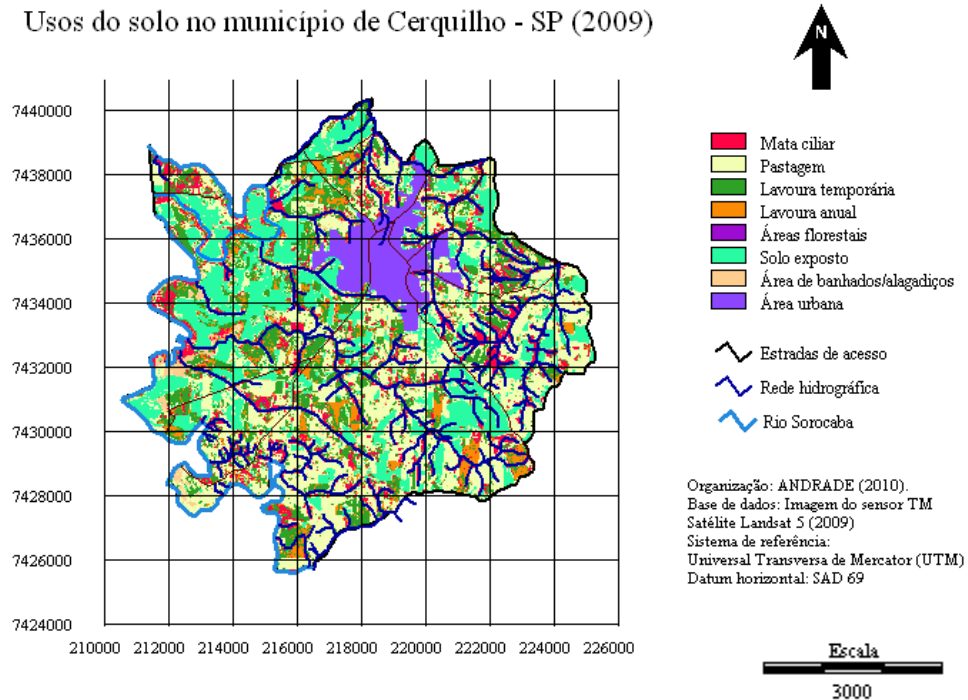 Usos do solo no município de Cerquilho - SP (2009)
N
7440000
7438000
7436000
7434000
7432000
7430000
7428000
7426000
7424000
210000 212000 214000 216000 218000 220000 222000 224000 226000
Mata ciliar
Pastagem
Lavoura temporária
Lavoura anual
Áreas florestais
Solo exposto
Área de banhados/alagadiços
Área urbana
Estradas de acesso
Rede hidrográfica
Rio Sorocaba
Organização: ANDRADE (2010).
Base de dados: Imagem do sensor TM
Satélite Landsat 5 (2009)
Sistema de referência:
Universal Transversa de Mercator (UTM)
Datum horizontal: SAD 69
Escala
3000